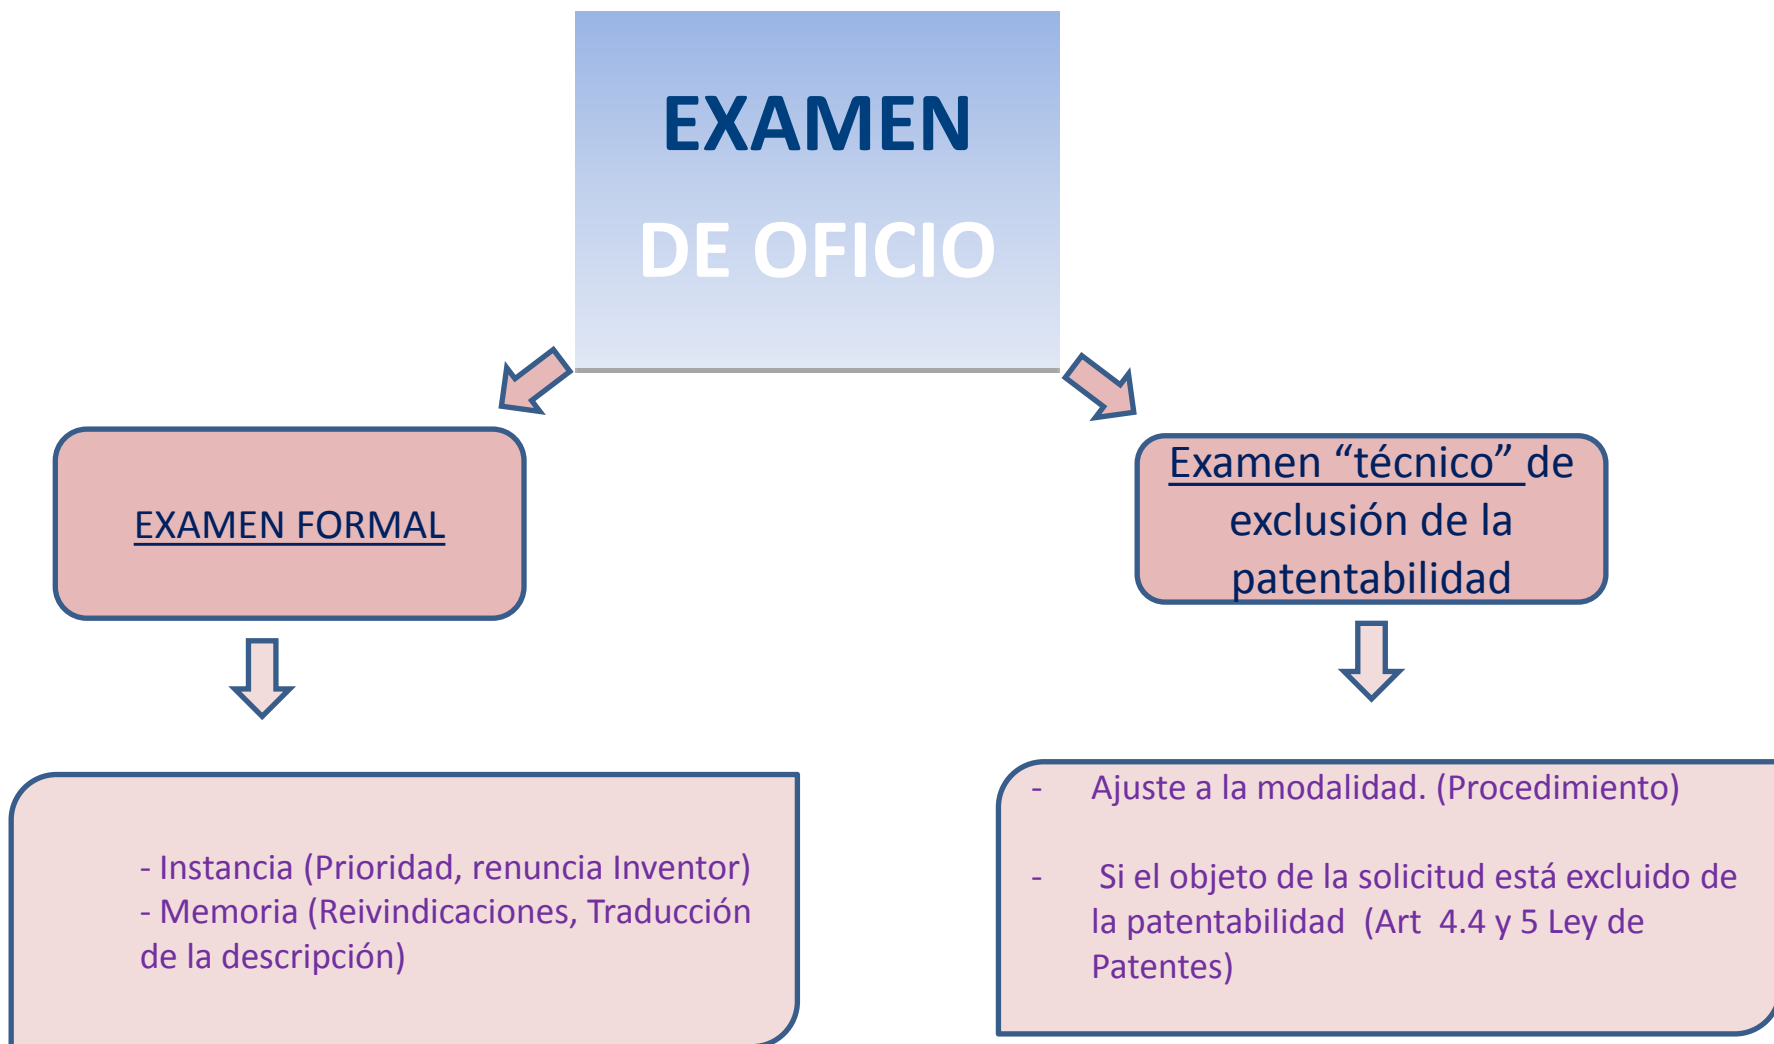 EXAMEN
DE OFICIO
EXAMEN FORMAL
Examen “técnico” de
exclusión de la
patentabilidad
- Instancia (Prioridad, renuncia Inventor)
- Memoria (Reivindicaciones, Traducción
de la descripción)
- Ajuste a la modalidad. (Procedimiento)
- Si el objeto de la solicitud está excluido de
la patentabilidad (Art 4.4 y 5 Ley de
Patentes)